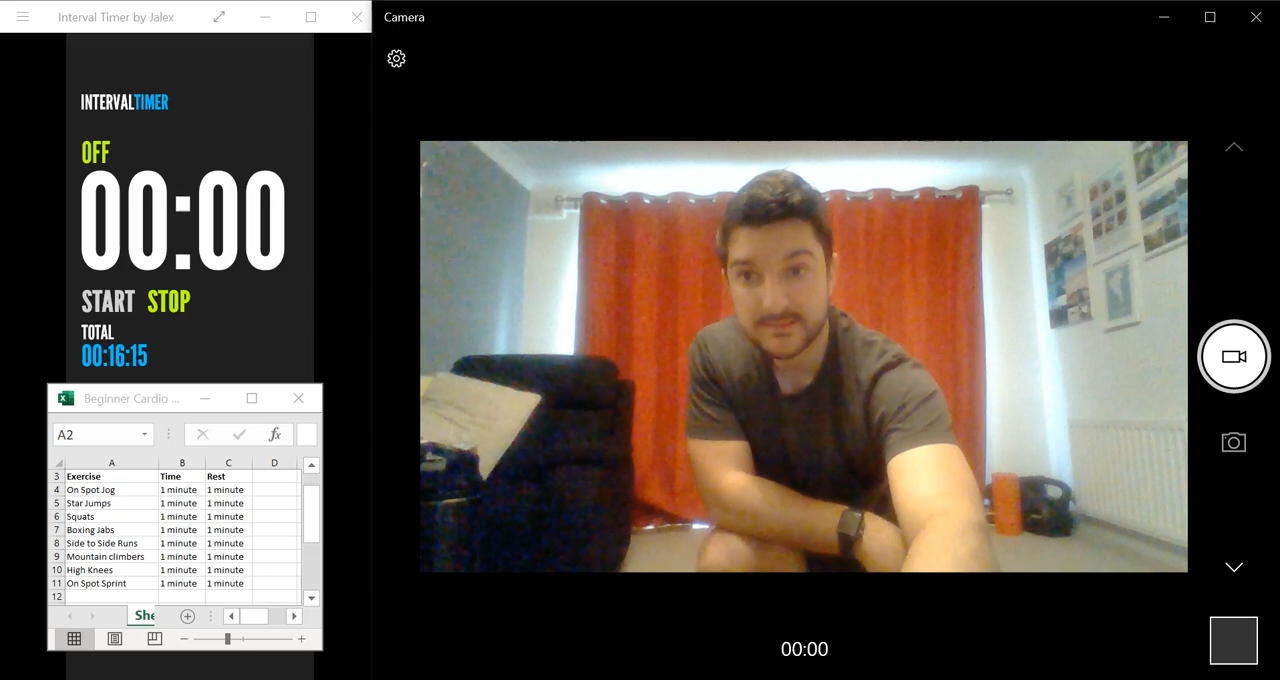 Interval Timer by Jalex
Camera
INTERVALTIMER
OFF
00:00
START STOP
TOTAL
00:16:15
Beginner Cardio ...
A2
fx
A B C D
3 Exercise Time Rest
4 On Spot Jog 1 minute 1 minute
5 Star Jumps 1 minute 1 minute
6 Squats 1 minute 1 minute
7 Boxing Jabs 1 minute 1 minute
8 Side to Side Runs 1 minute 1 minute
9 Mountain climbers 1 minute 1 minute
10 High Knees 1 minute 1 minute
11 On Spot Sprint 1 minute 1 minute
12
She
00:00